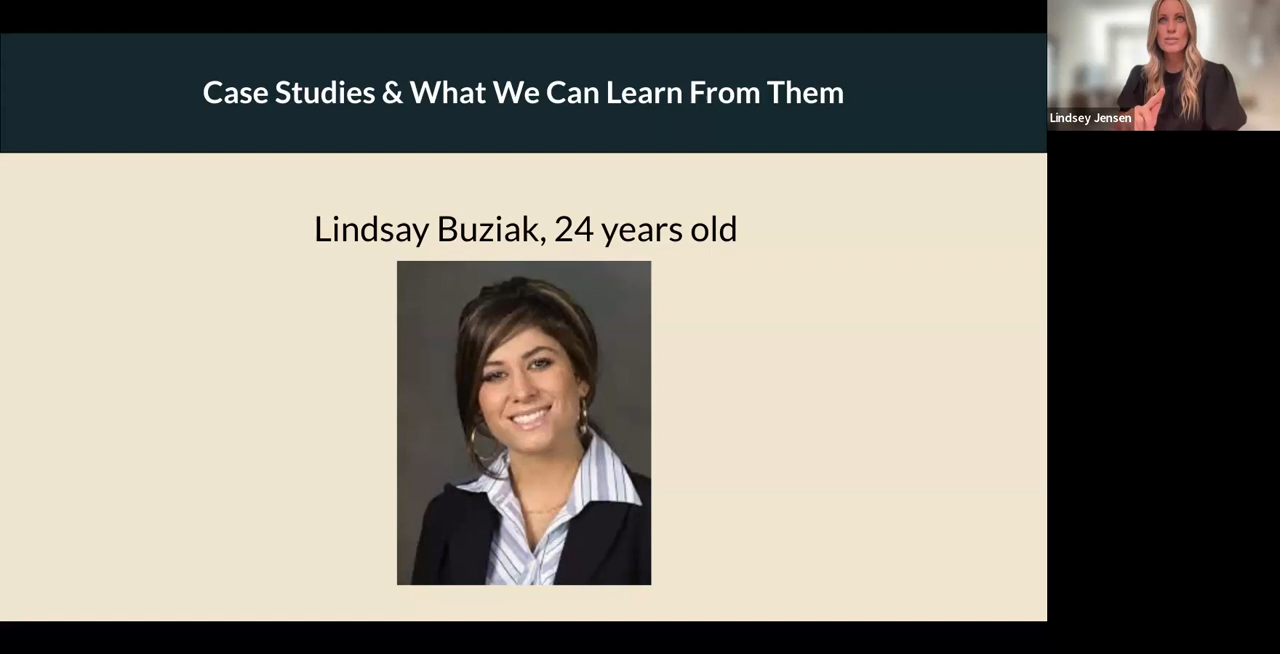 Case Studies & What We Can Learn From Them
Lindsay Buziak, 24 years old
Lindsey Jensen